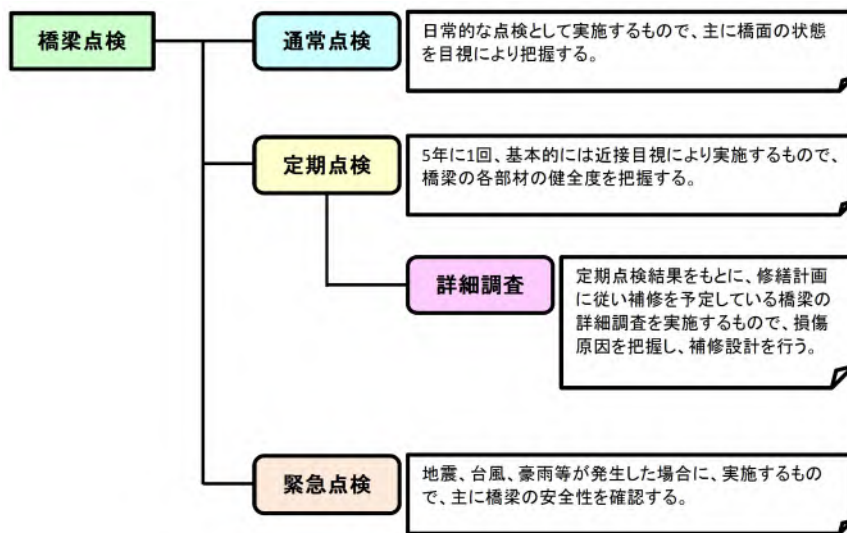 橋梁点検
通常点検
日常的な点検として実施するもので、主に橋面の状態
を目視により把握する。
定期点検
5年に1回、基本的には近接目視により実施するもので、
橋梁の各部材の健全度を把握する。
詳細調査
定期点検結果をもとに、修繕計画
に従い補修を予定している橋梁の
詳細調査を実施するもので、損傷
原因を把握し、補修設計を行う。
緊急点検
地震、台風、豪雨等が発生した場合に、実施するもの
で、主に橋梁の安全性を確認する。